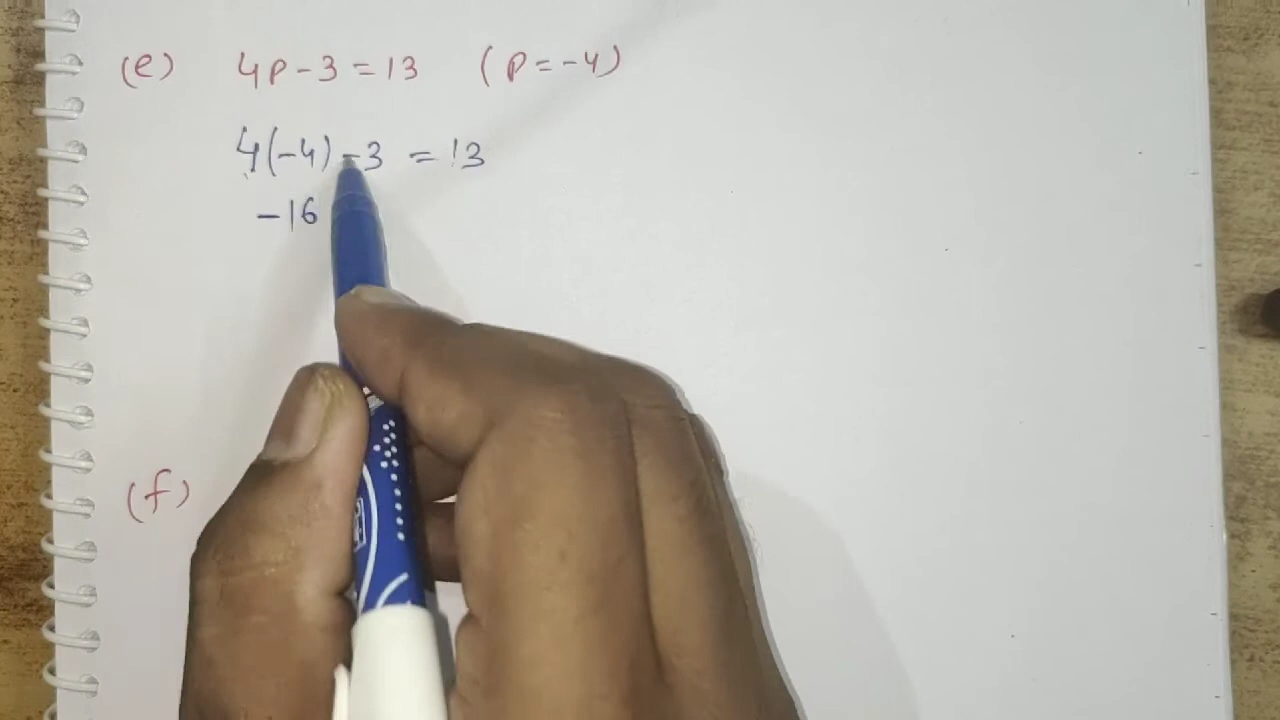 (e) 4p - 3 = 13 (p = -4)
4(-4) - 3 = 13
-16
(f)